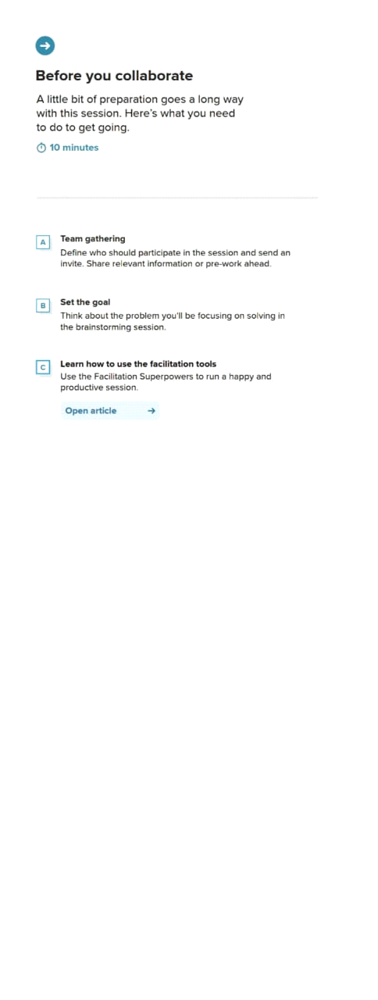 Before you collaborate
A little bit of preparation goes a long way
with this session. Here's what you need
to do to get going.
10 minutes
A
Team gathering
Define who should participate in the session and send an
invite. Share relevant information or pre-work ahead.
B
Set the goal
Think about the problem you'll be focusing on solving in
the brainstorming session.
C
Learn how to use the facilitation tools
Use the Facilitation Superpowers to run a happy and
productive session.
Open article